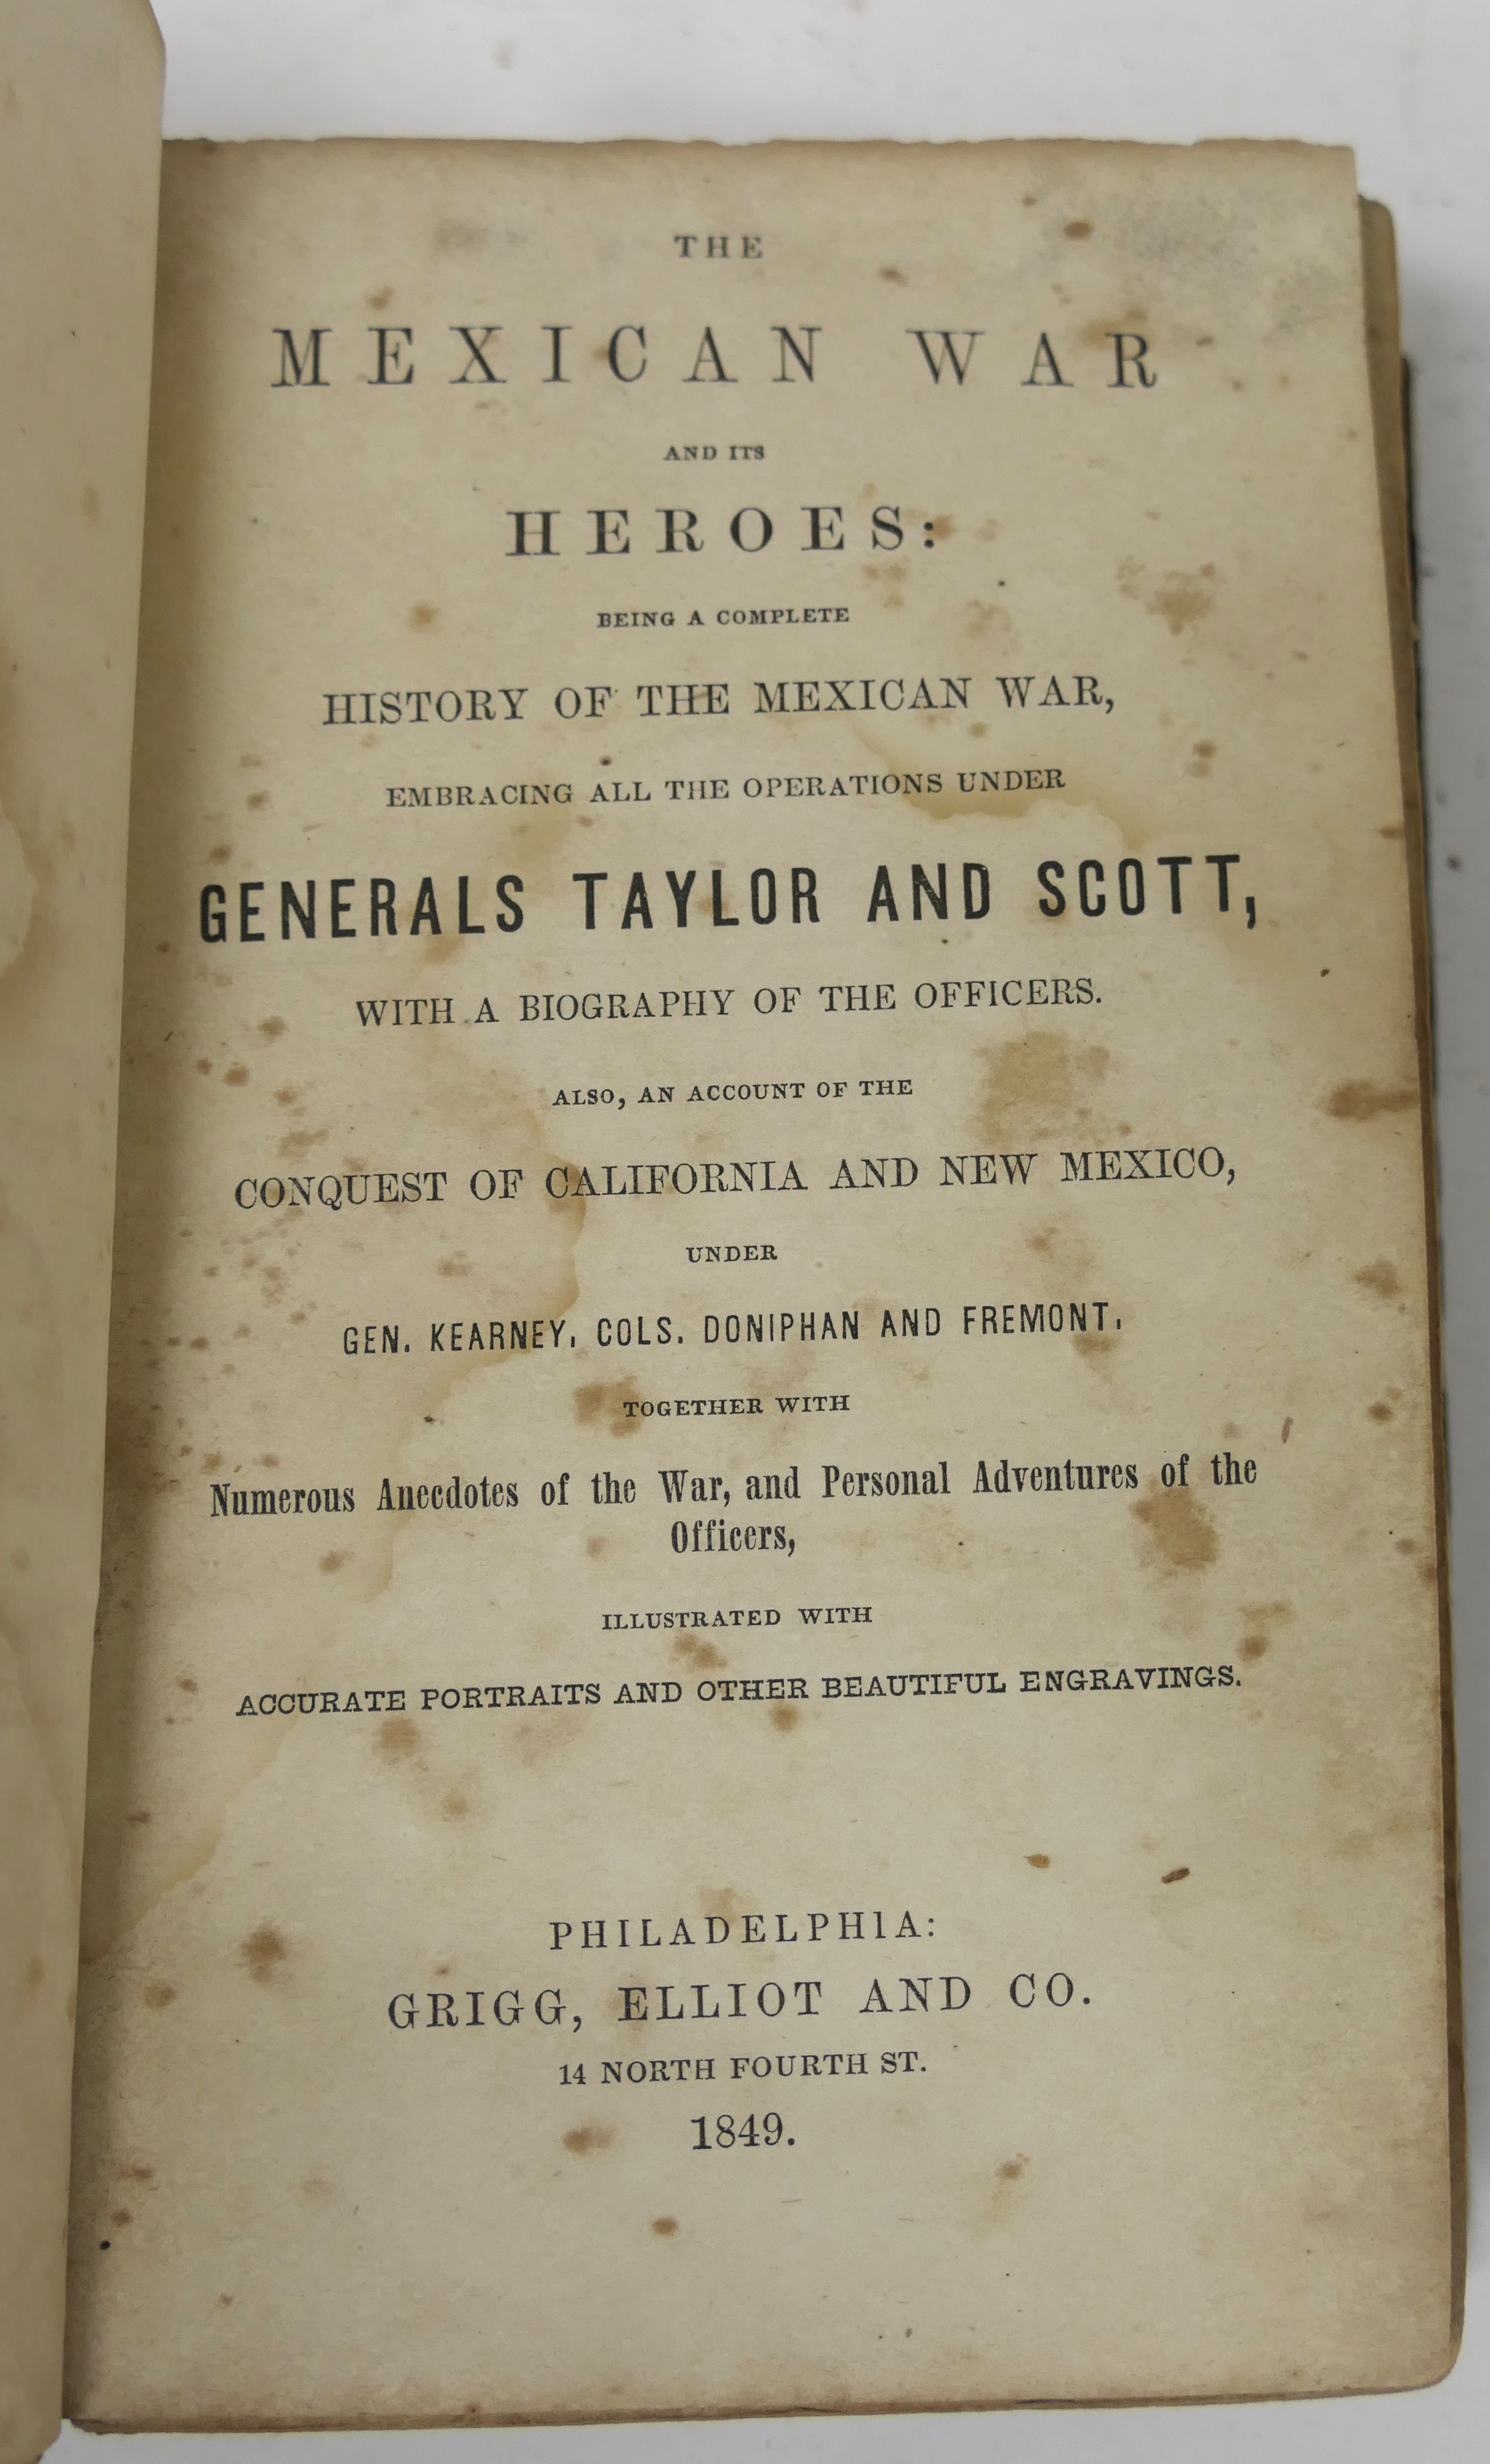 THE
MEXICAN WAR
AND ITS
HEROES:
BEING A COMPLETE
HISTORY OF THE MEXICAN WAR,
EMBRACING ALL THE OPERATIONS UNDER
GENERALS TAYLOR AND SCOTT,
WITH A BIOGRAPHY OF THE OFFICERS.
ALSO, AN ACCOUNT OF THE
CONQUEST OF CALIFORNIA AND NEW MEXICO,
UNDER
GEN. KEARNEY, COLS. DONIPHAN AND FREMONT.
TOGETHER WITH
Numerous Anecdotes of the War, and Personal Adventures of the
Officers,
ILLUSTRATED WITH
ACCURATE PORTRAITS AND OTHER BEAUTIFUL ENGRAVINGS.
PHILADELPHIA:
GRIGG, ELLIOT AND CO.
14 NORTH FOURTH ST.
1849.